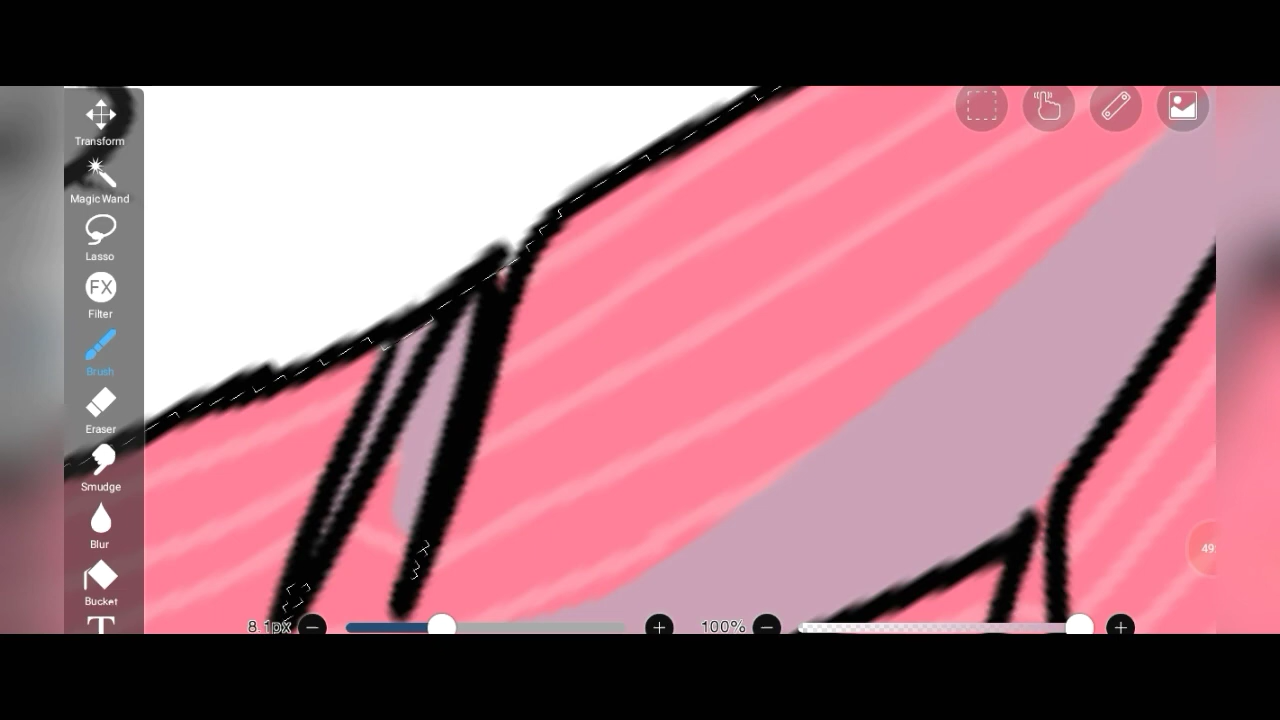 Transform
Magic Wand
Lasso
FX
Filter
Brush
Eraser
Smudge
Blur
Bucket
T
8.1px
100%
49